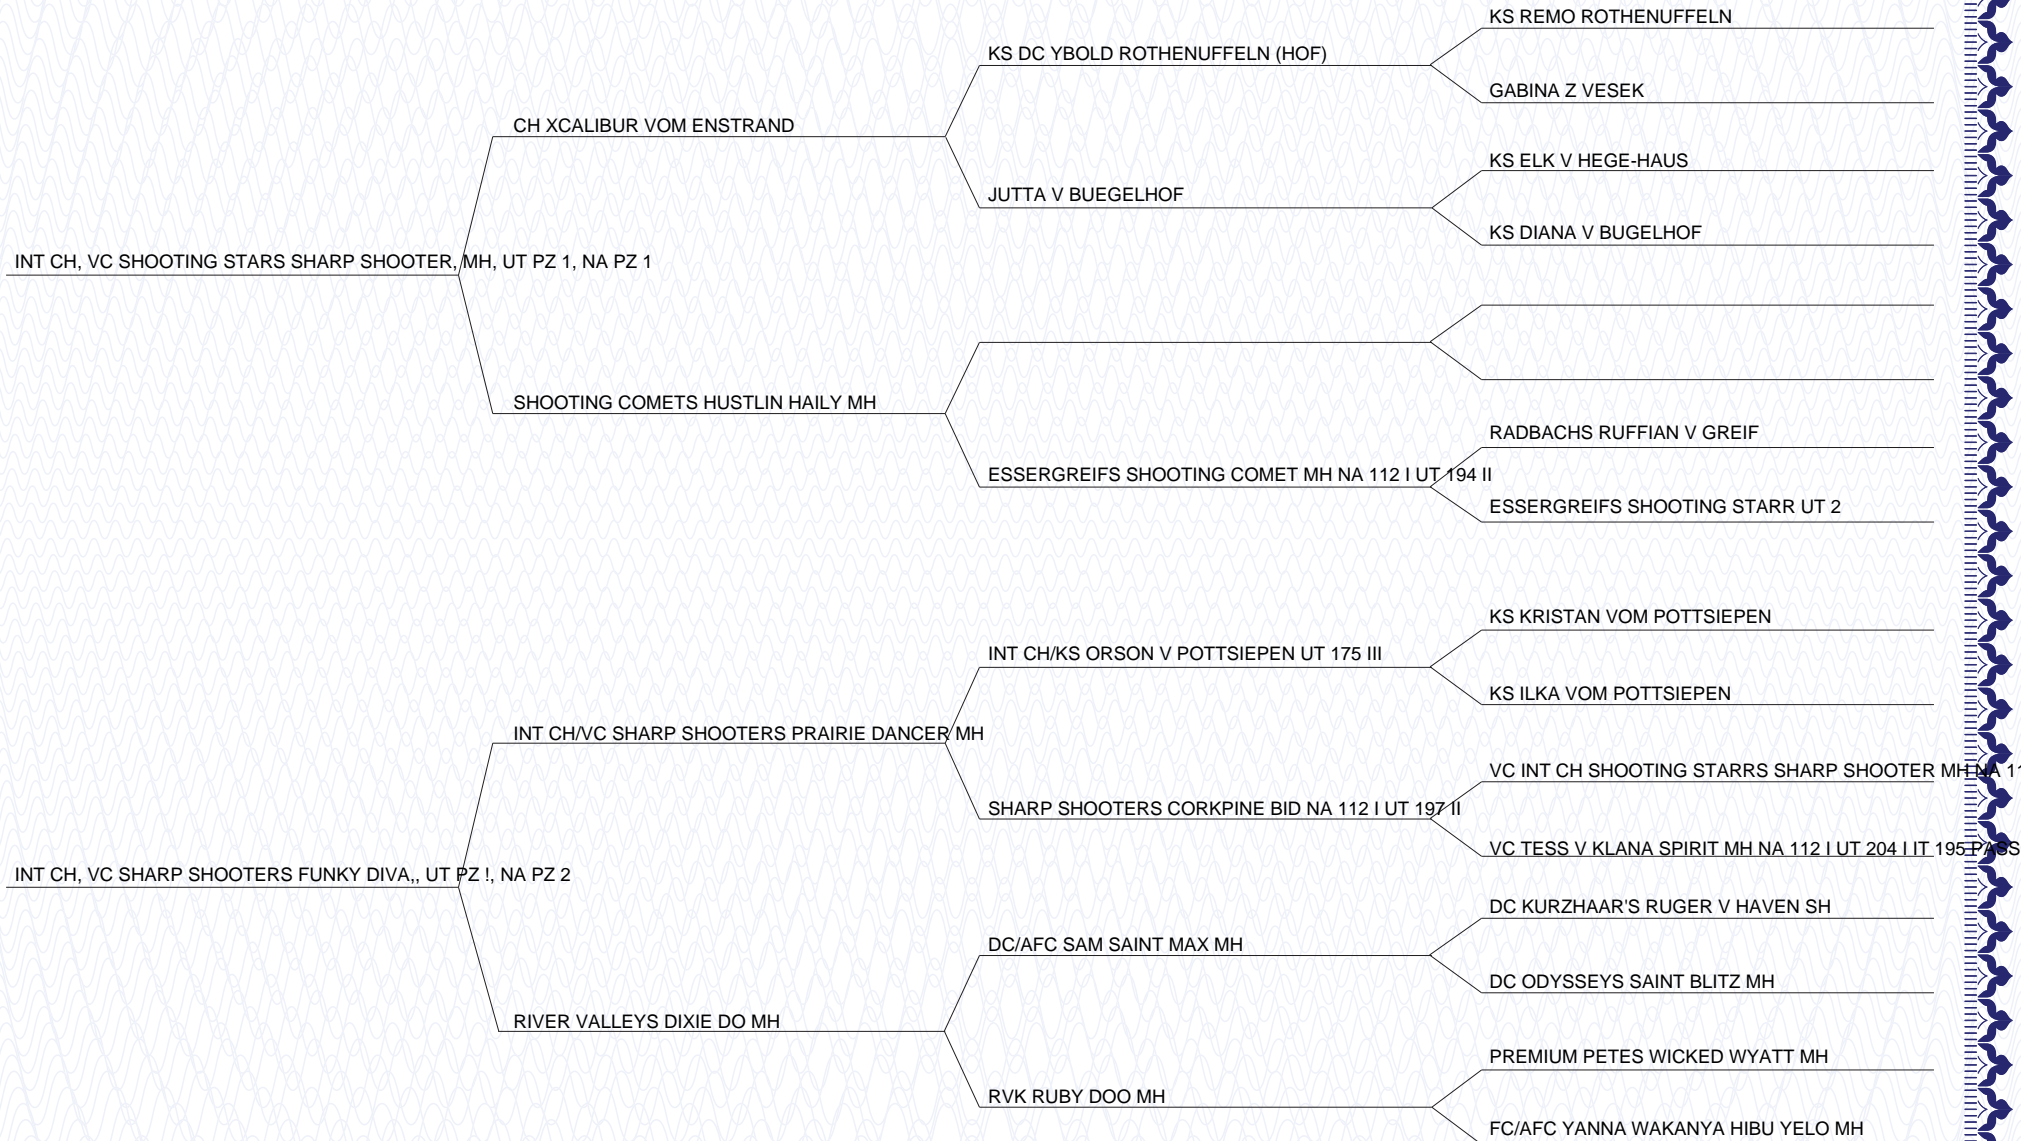 KS REMO ROTHENUFFELN
KS DC YBOLD ROTHENUFFELN (HOF)
GABINA Z VESEK
CH XCALIBUR VOM ENSTRAND
KS ELK V HEGE-HAUS
JUTTA V BUEGELHOF
KS DIANA V BUGELHOF
INT CH, VC SHOOTING STARS SHARP SHOOTER, MH, UT PZ 1, NA PZ 1
SHOOTING COMETS HUSTLIN HAILY MH
RADBACHS RUFFIAN V GREIF
ESSERGREIFS SHOOTING COMET MH NA 112 I UT 194 II
ESSERGREIFS SHOOTING STARR UT 2
KS KRISTAN VOM POTTSIEPEN
INT CH/KS ORSON V POTTSIEPEN UT 175 III
KS ILKA VOM POTTSIEPEN
INT CH/VC SHARP SHOOTERS PRAIRIE DANCER MH
VC INT CH SHOOTING STARRS SHARP SHOOTER MH NA
SHARP SHOOTERS CORKPINE BID NA 112 I UT 197 II
VC TESS V KLANA SPIRIT MH NA 112 I UT 204 I IT 195 PASS
INT CH, VC SHARP SHOOTERS FUNKY DIVA,, UT PZ !, NA PZ 2
DC KURZHAAR'S RUGER V HAVEN SH
DC/AFC SAM SAINT MAX MH
DC ODYSSEYS SAINT BLITZ MH
RIVER VALLEYS DIXIE DO MH
PREMIUM PETES WICKED WYATT MH
RVK RUBY DOO MH
FC/AFC YANNA WAKANYA HIBU YELO MH